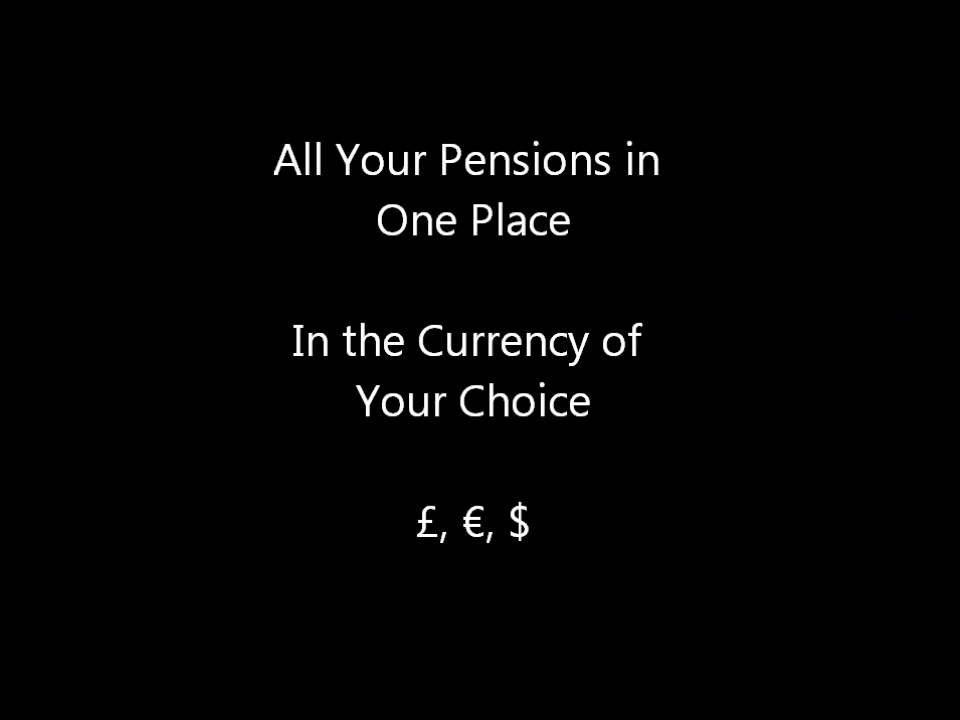 All Your Pensions in
One Place
In the Currency of
Your Choice
£, €, $